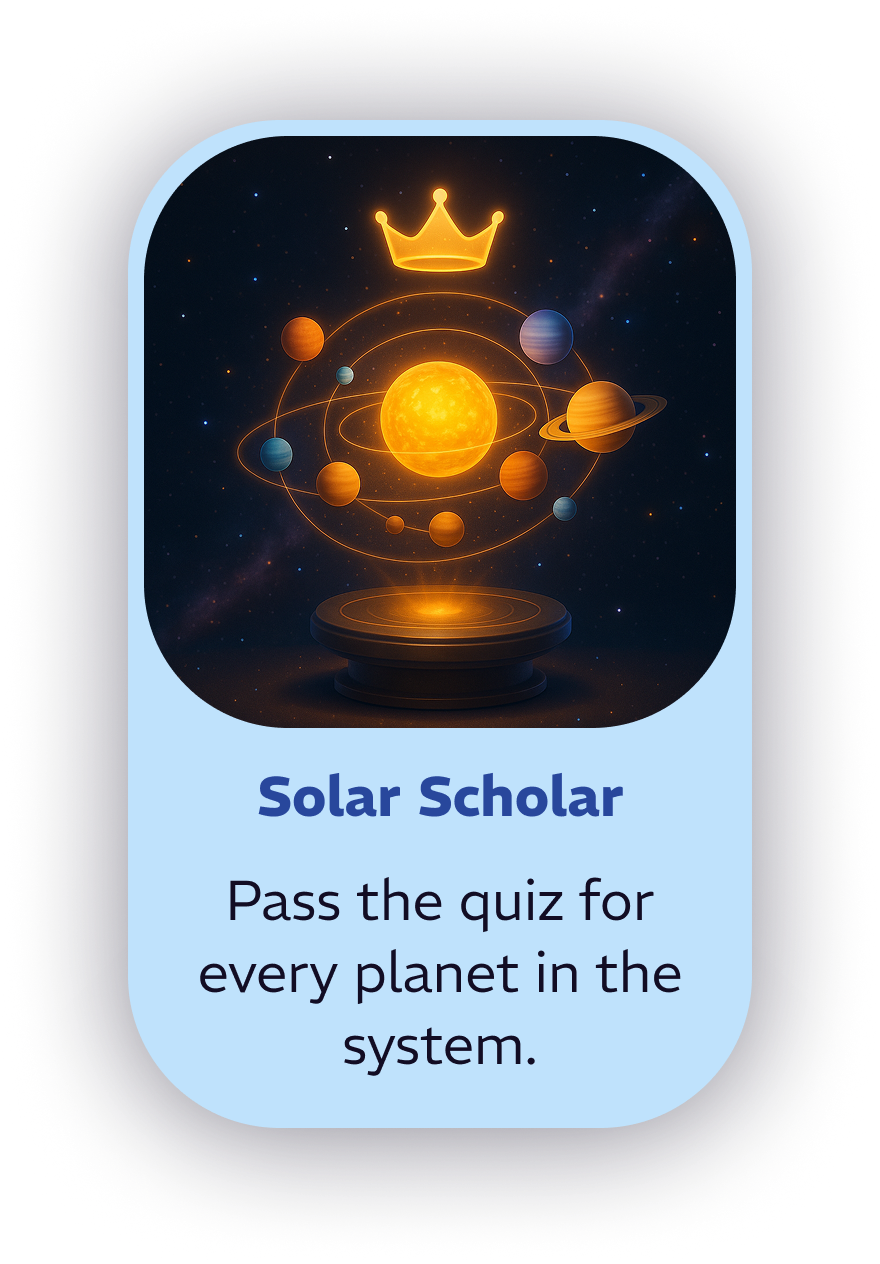 Solar Scholar
Pass the quiz for
every planet in the
system.